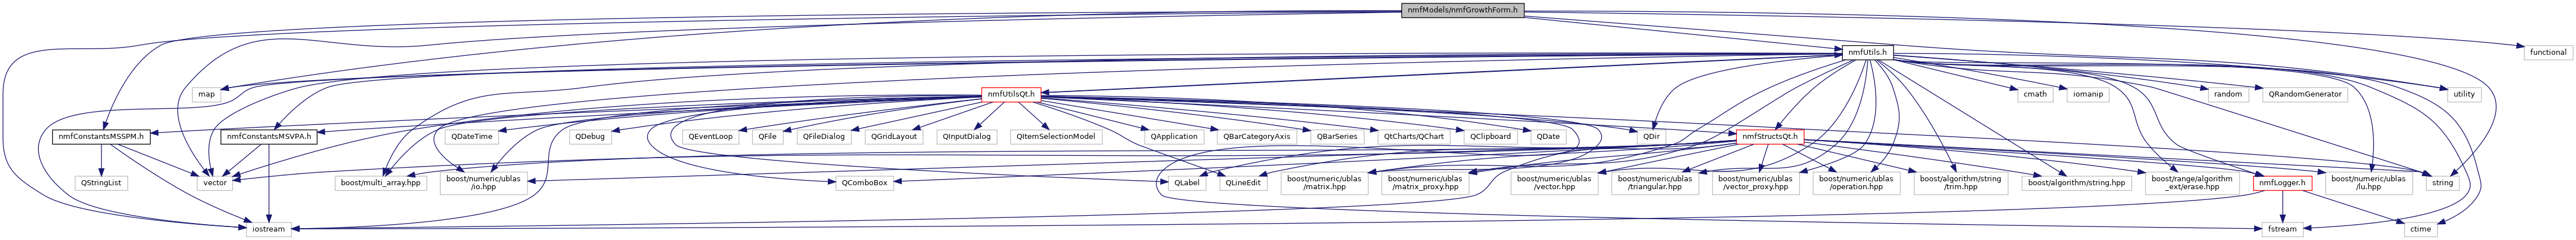 nmfModels/nmfGrowthForm.h
nmfUtils.h
functional
map
nmfUtilsQt.h
cmath
iomanip
random
QRandomGenerator
utility
nmfConstantsMSSPM.h
nmfConstantsMSVPA.h
QDateTime
QDebug
QEventLoop
QFile
QFileDialog
QGridLayout
QInputDialog
QItemSelectionModel
QApplication
QBarCategoryAxis
QBarSeries
QtCharts/QChart
QClipboard
QDate
QDir
nmfStructsQt.h
QStringList
vector
boost/multi_array.hpp
boost/numeric/ublas
/io.hpp
QComboBox
QLabel
QLineEdit
boost/numeric/ublas
/matrix.hpp
boost/numeric/ublas
/matrix_proxy.hpp
boost/numeric/ublas
/vector.hpp
boost/numeric/ublas
/triangular.hpp
boost/numeric/ublas
/vector_proxy.hpp
boost/numeric/ublas
/operation.hpp
boost/algorithm/string
/trim.hpp
boost/algorithm/string.hpp
boost/range/algorithm
_ext/erase.hpp
nmfLogger.h
boost/numeric/ublas
/lu.hpp
string
iostream
fstream
ctime